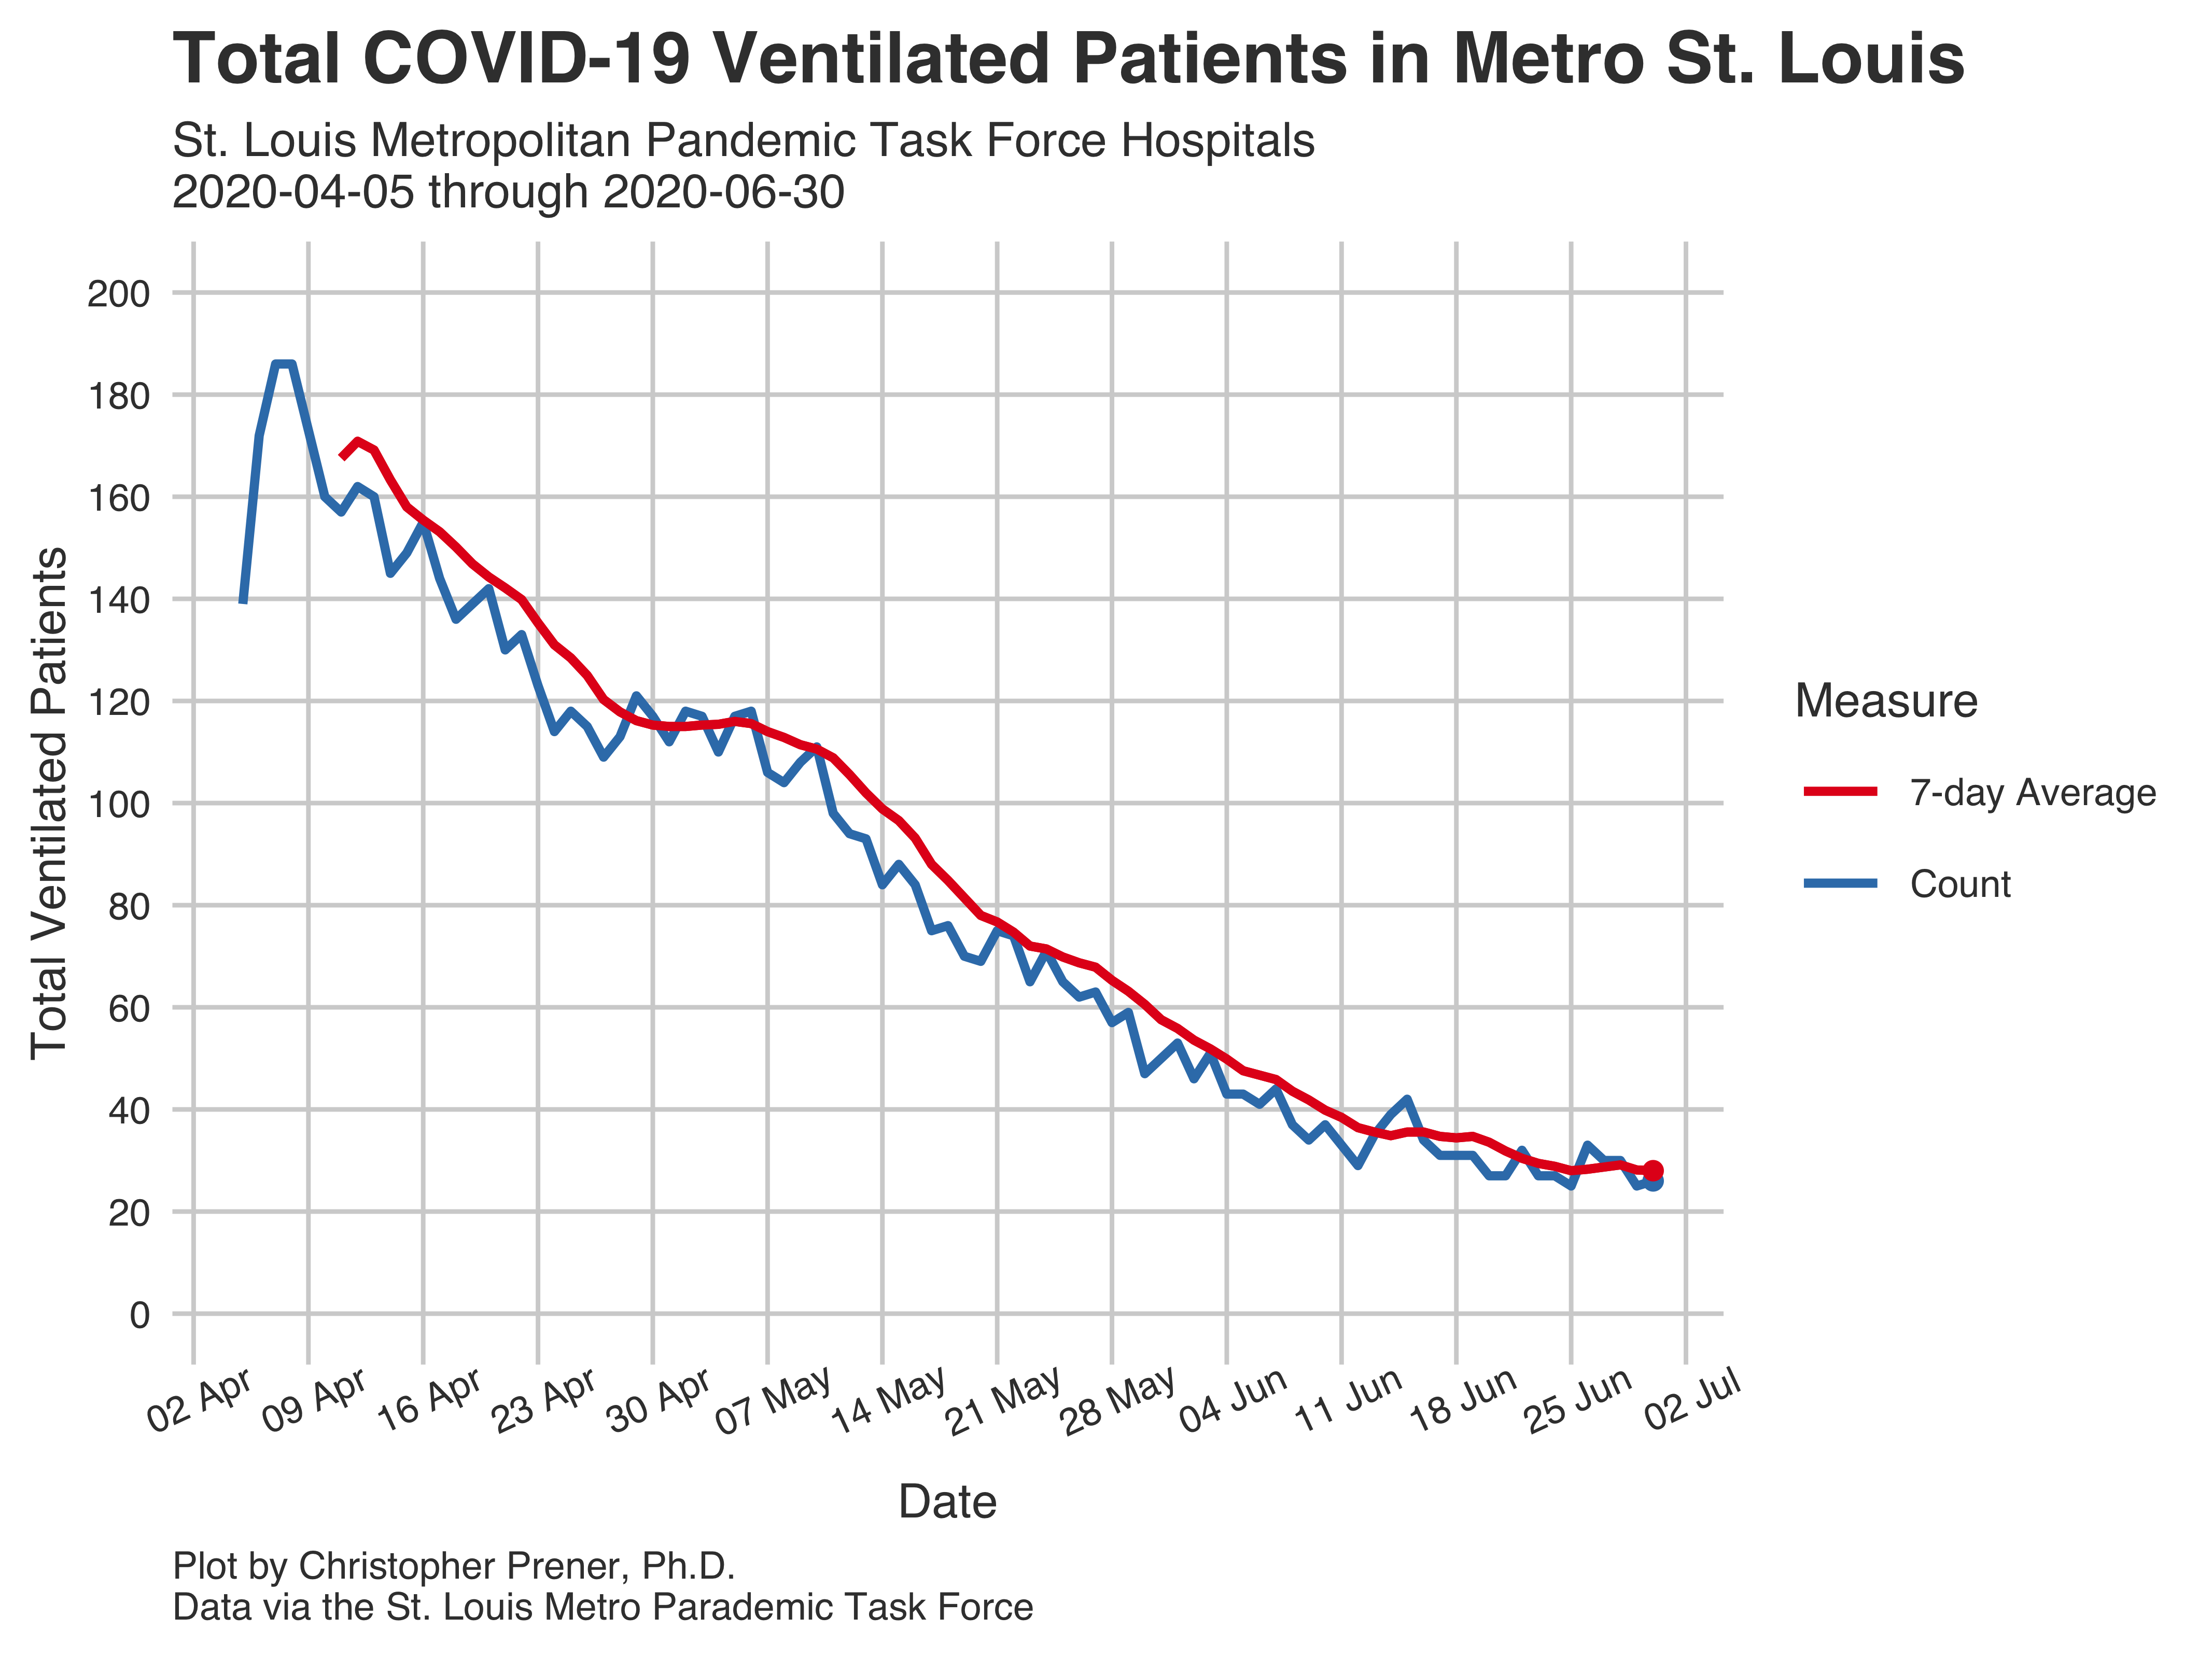 Total COVID-19 Ventilated Patients in Metro St. Louis
St. Louis Metropolitan Pandemic Task Force Hospitals
2020-04-05 through 2020-06-30
Total Ventilated Patients
200
180
160
140
120
100
80
60
40
20
0
02 Apr
09 Apr
16 Apr
23 Apr
30 Apr
07 May
14 May
21 May
28 May
04 Jun
11 Jun
18 Jun
25 Jun
02 Jul
Date
Measure
7-day Average
Count
Plot by Christopher Prener, Ph.D.
Data via the St. Louis Metro Parademic Task Force